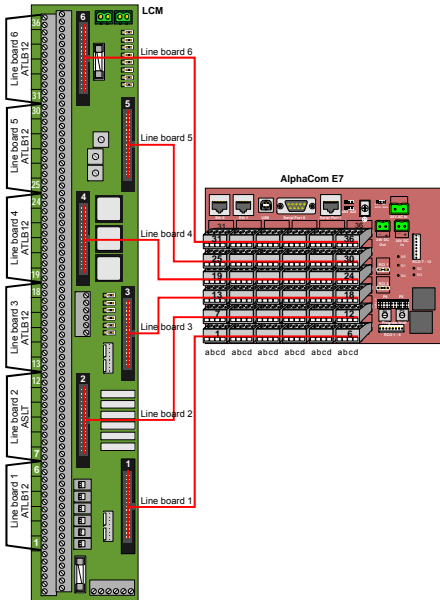 LCM
36
Line board 6
ATLB12
31
6
Line board 6
30
Line board 5
ATLB12
25
5
Line board 5
AlphaCom E7
24
Line board 4
ATLB12
19
4
Line board 4
31
36
25
30
19
24
13
18
7
12
1
6
abcd abcd abcd abcd abcd
18
Line board 3
ATLB12
13
3
Line board 3
12
Line board 2
ASLT
7
2
Line board 2
6
Line board 1
ATLB12
1
1
Line board 1